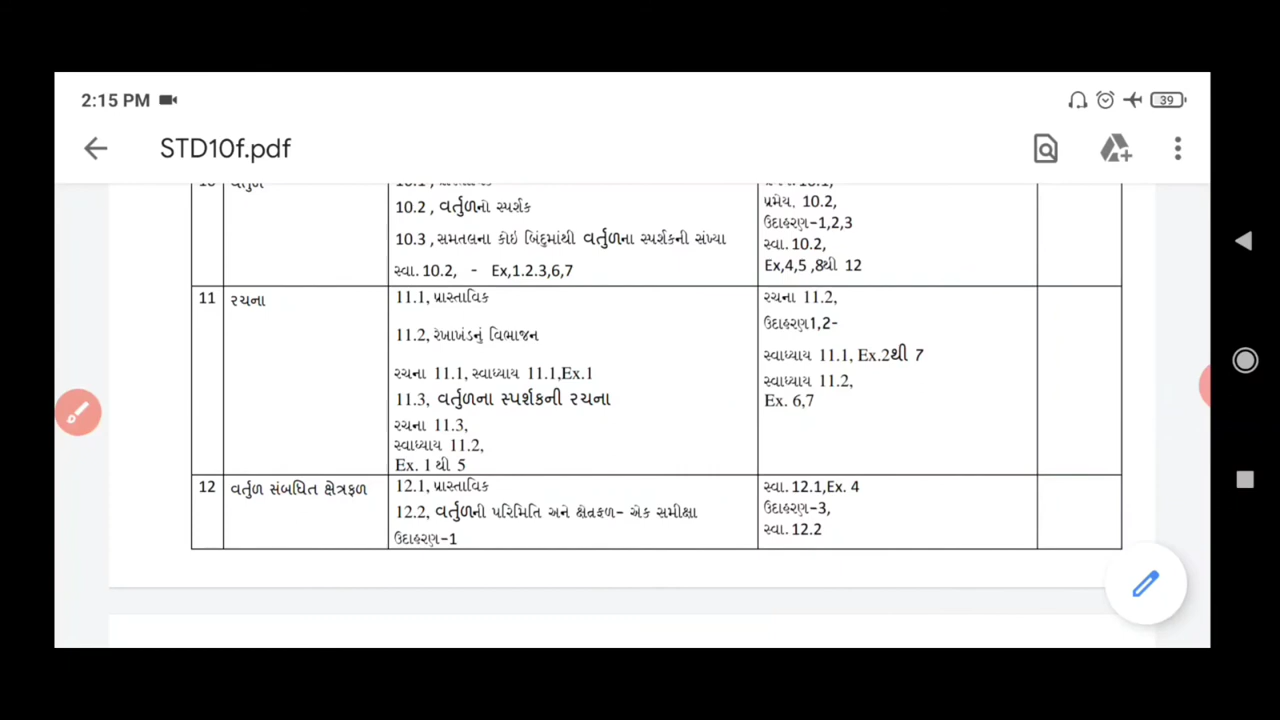 2:15 PM
39
STD10f.pdf
10.2 , વર્તુળનો સ્પર્શક
10.3 , સમતલના કોઇ બિંદુમાંથી વર્તુળના સ્પર્શકની સંખ્યા
સ્વા. 10.2, - Ex,1.2.3,6,7
પ્રમેય. 10.2,
ઉદાહરણ-1,2,3
સ્વા. 10.2,
Ex,4,5 ,8થી 12
11
રચના
11.1, પ્રાસ્તાવિક
11.2, રેખાખંડનું વિભાજન
રચના 11.1, સ્વાધ્યાય 11.1,Ex.1
11.3, વર્તુળના સ્પર્શકની રચના
રચના 11.3,
સ્વાધ્યાય 11.2,
Ex. 1 થી 5
રચના 11.2,
ઉદાહરણ1,2-
સ્વાધ્યાય 11.1, Ex.2થી 7
સ્વાધ્યાય 11.2,
Ex. 6,7
12
વર્તુળ સંબધિત ક્ષેત્રફળ
12.1, પ્રાસ્તાવિક
12.2, વર્તુળની પરિમિતિ અને ક્ષેત્રફળ- એક સમીક્ષા
ઉદાહરણ-1
સ્વા. 12.1,Ex. 4
ઉદાહરણ-3,
સ્વા. 12.2